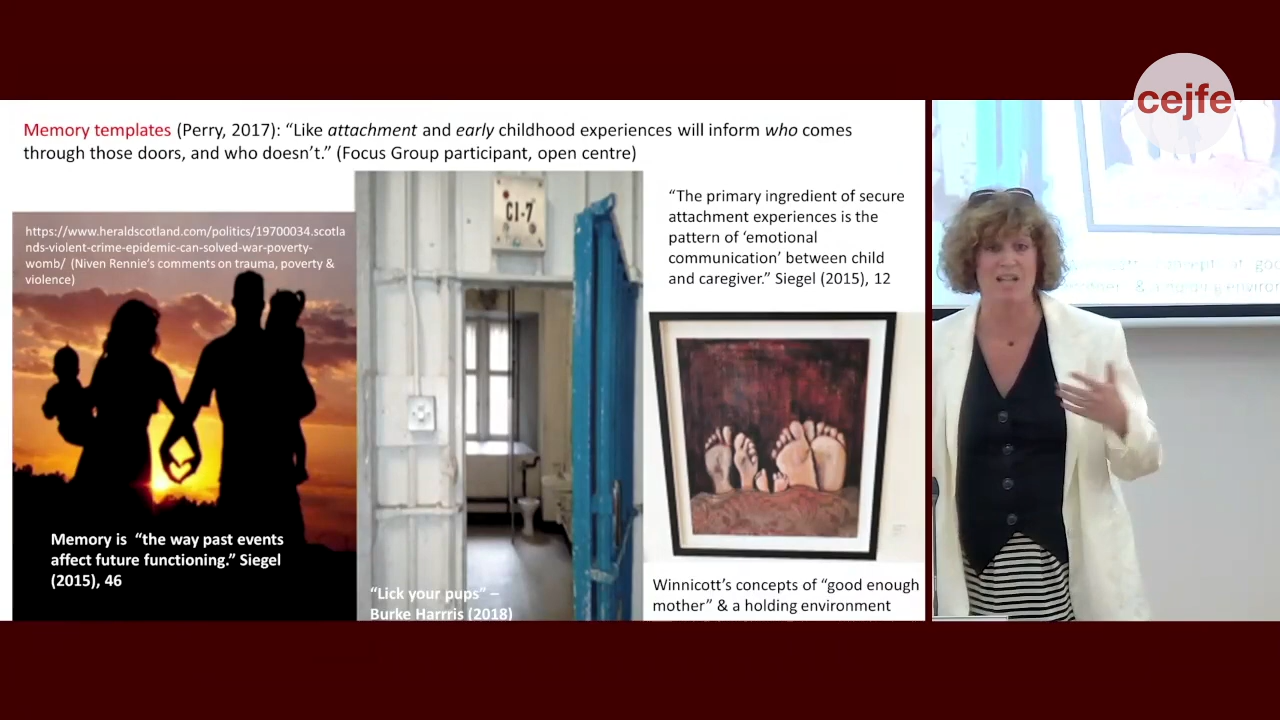 cejfe
Memory templates (Perry, 2017): “Like attachment and early childhood experiences will inform who comes
through those doors, and who doesn’t.” (Focus Group participant, open centre)
https://www.heraldscotland.com/politics/19700034.scotla
nds-violent-crime-epidemic-can-solved-war-poverty-
womb/ (Niven Rennie’s comments on trauma, poverty &
violence)
Memory is “the way past events
affect future functioning.” Siegel
(2015), 46
C1-7
“Lick your pups” –
Burke Harrris (2018)
“The primary ingredient of secure
attachment experiences is the
pattern of ‘emotional
communication’ between child
and caregiver.” Siegel (2015), 12
Winnicott’s concepts of “good enough
mother” & a holding environment